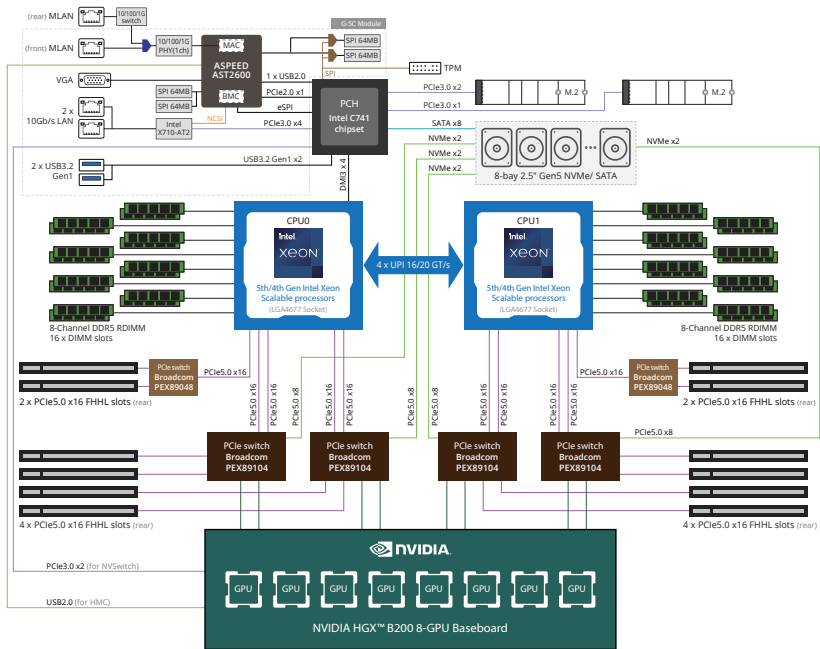 (rear) MLAN
10/100/1G
switch
G-SC Module
(front) MLAN
10/100/1G
PHY(1ch)
MAC
ASPEED
AST2600
BMC
SPI 64MB
SPI 64MB
SPI
TPM
VGA
1 x USB2.0
PCIe2.0 x1
eSPI
SPI 64MB
SPI 64MB
NCSI
2 x
10Gb/s LAN
Intel
X710-AT2
PCIe3.0 x4
PCH
Intel C741
chipset
PCIe3.0 x2
M.2
M.2
PCIe3.0 x1
SATA x8
NVMe x2
NVMe x2
NVMe x2
NVMe x2
8-bay 2.5" Gen5 NVMe/ SATA
2 x USB3.2
Gen1
USB3.2 Gen1 x2
DMI3 x 4
CPU0
intel
xeon
5th/4th Gen Intel Xeon
Scalable processors
(LGA4677 Socket)
4 x UPI 16/20 GT/s
CPU1
intel
xeon
5th/4th Gen Intel Xeon
Scalable processors
(LGA4677 Socket)
8-Channel DDR5 RDIMM
16 x DIMM slots
8-Channel DDR5 RDIMM
16 x DIMM slots
PCIe switch
Broadcom
PEX89048
PCIe5.0 x16
2 x PCIe5.0 x16 FHHL slots (rear)
PCIe5.0 x16
PCIe5.0 x16
PCIe5.0 x8
PCIe5.0 x16
PCIe5.0 x8
PCIe5.0 x8
PCIe5.0 x16
PCIe5.0 x16
PCIe5.0 x16
PCIe5.0 x16
PCIe switch
Broadcom
PEX89048
2 x PCIe5.0 x16 FHHL slots (rear)
PCIe5.0 x8
PCIe switch
Broadcom
PEX89104
PCIe switch
Broadcom
PEX89104
PCIe switch
Broadcom
PEX89104
PCIe switch
Broadcom
PEX89104
4 x PCIe5.0 x16 FHHL slots (rear)
4 x PCIe5.0 x16 FHHL slots (rear)
NVIDIA.
PCIe3.0 x2 (for NVSwitch)
GPU
GPU
GPU
GPU
GPU
GPU
GPU
GPU
USB2.0 (for HMC)
NVIDIA HGX™ B200 8-GPU Baseboard